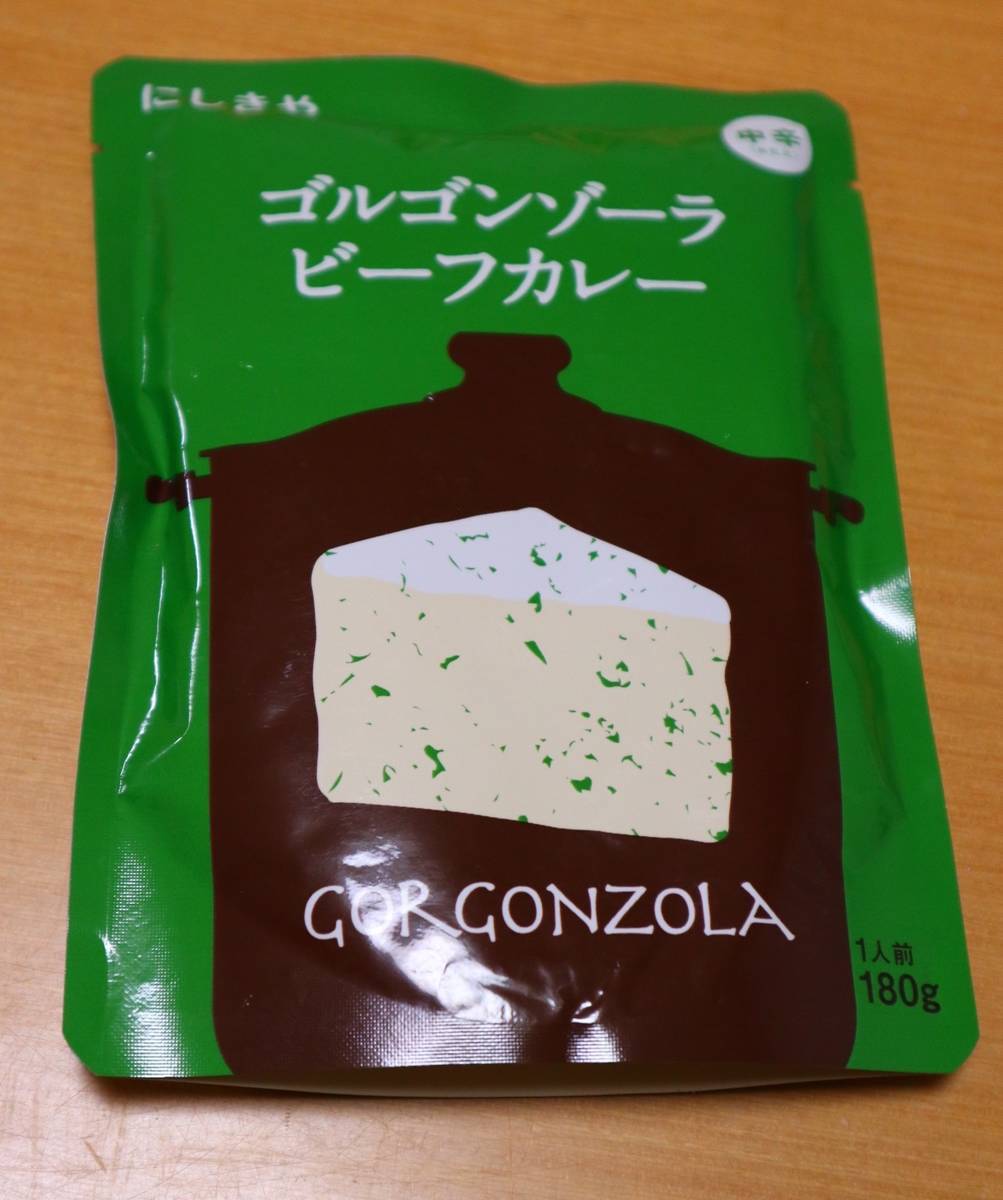 にしきや
中辛
ゴルゴンゾーラ
ビーフカレー
GORGONZOLA
1人前
180g